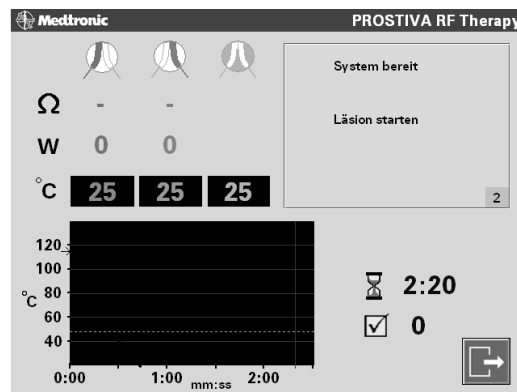 Medtronic PROSTIVA RF Therapy
System bereit
Läsion starten
Ω - -
W 0 0
°C 25 25 25
2
120
100
°C 80
60
40
2:20
0
0:00 1:00 mm:ss 2:00